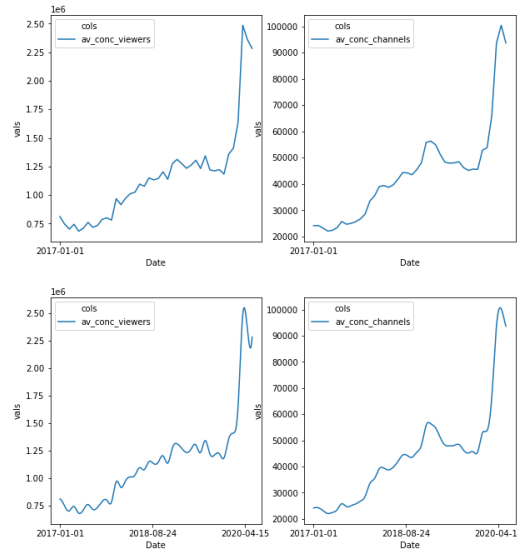 1e6
cols
av_conc_viewers
2.50
2.25
2.00
1.75
1.50
1.25
1.00
0.75
vals
2017-01-01
Date
cols
av_conc_channels
100000
90000
80000
70000
60000
50000
40000
30000
20000
vals
2017-01-01
Date
1e6
cols
av_conc_viewers
2.50
2.25
2.00
1.75
1.50
1.25
1.00
0.75
vals
2017-01-01 2018-08-24 2020-04-15
Date
cols
av_conc_channels
100000
90000
80000
70000
60000
50000
40000
30000
20000
vals
2017-01-01 2018-08-24 2020-04-1
Date